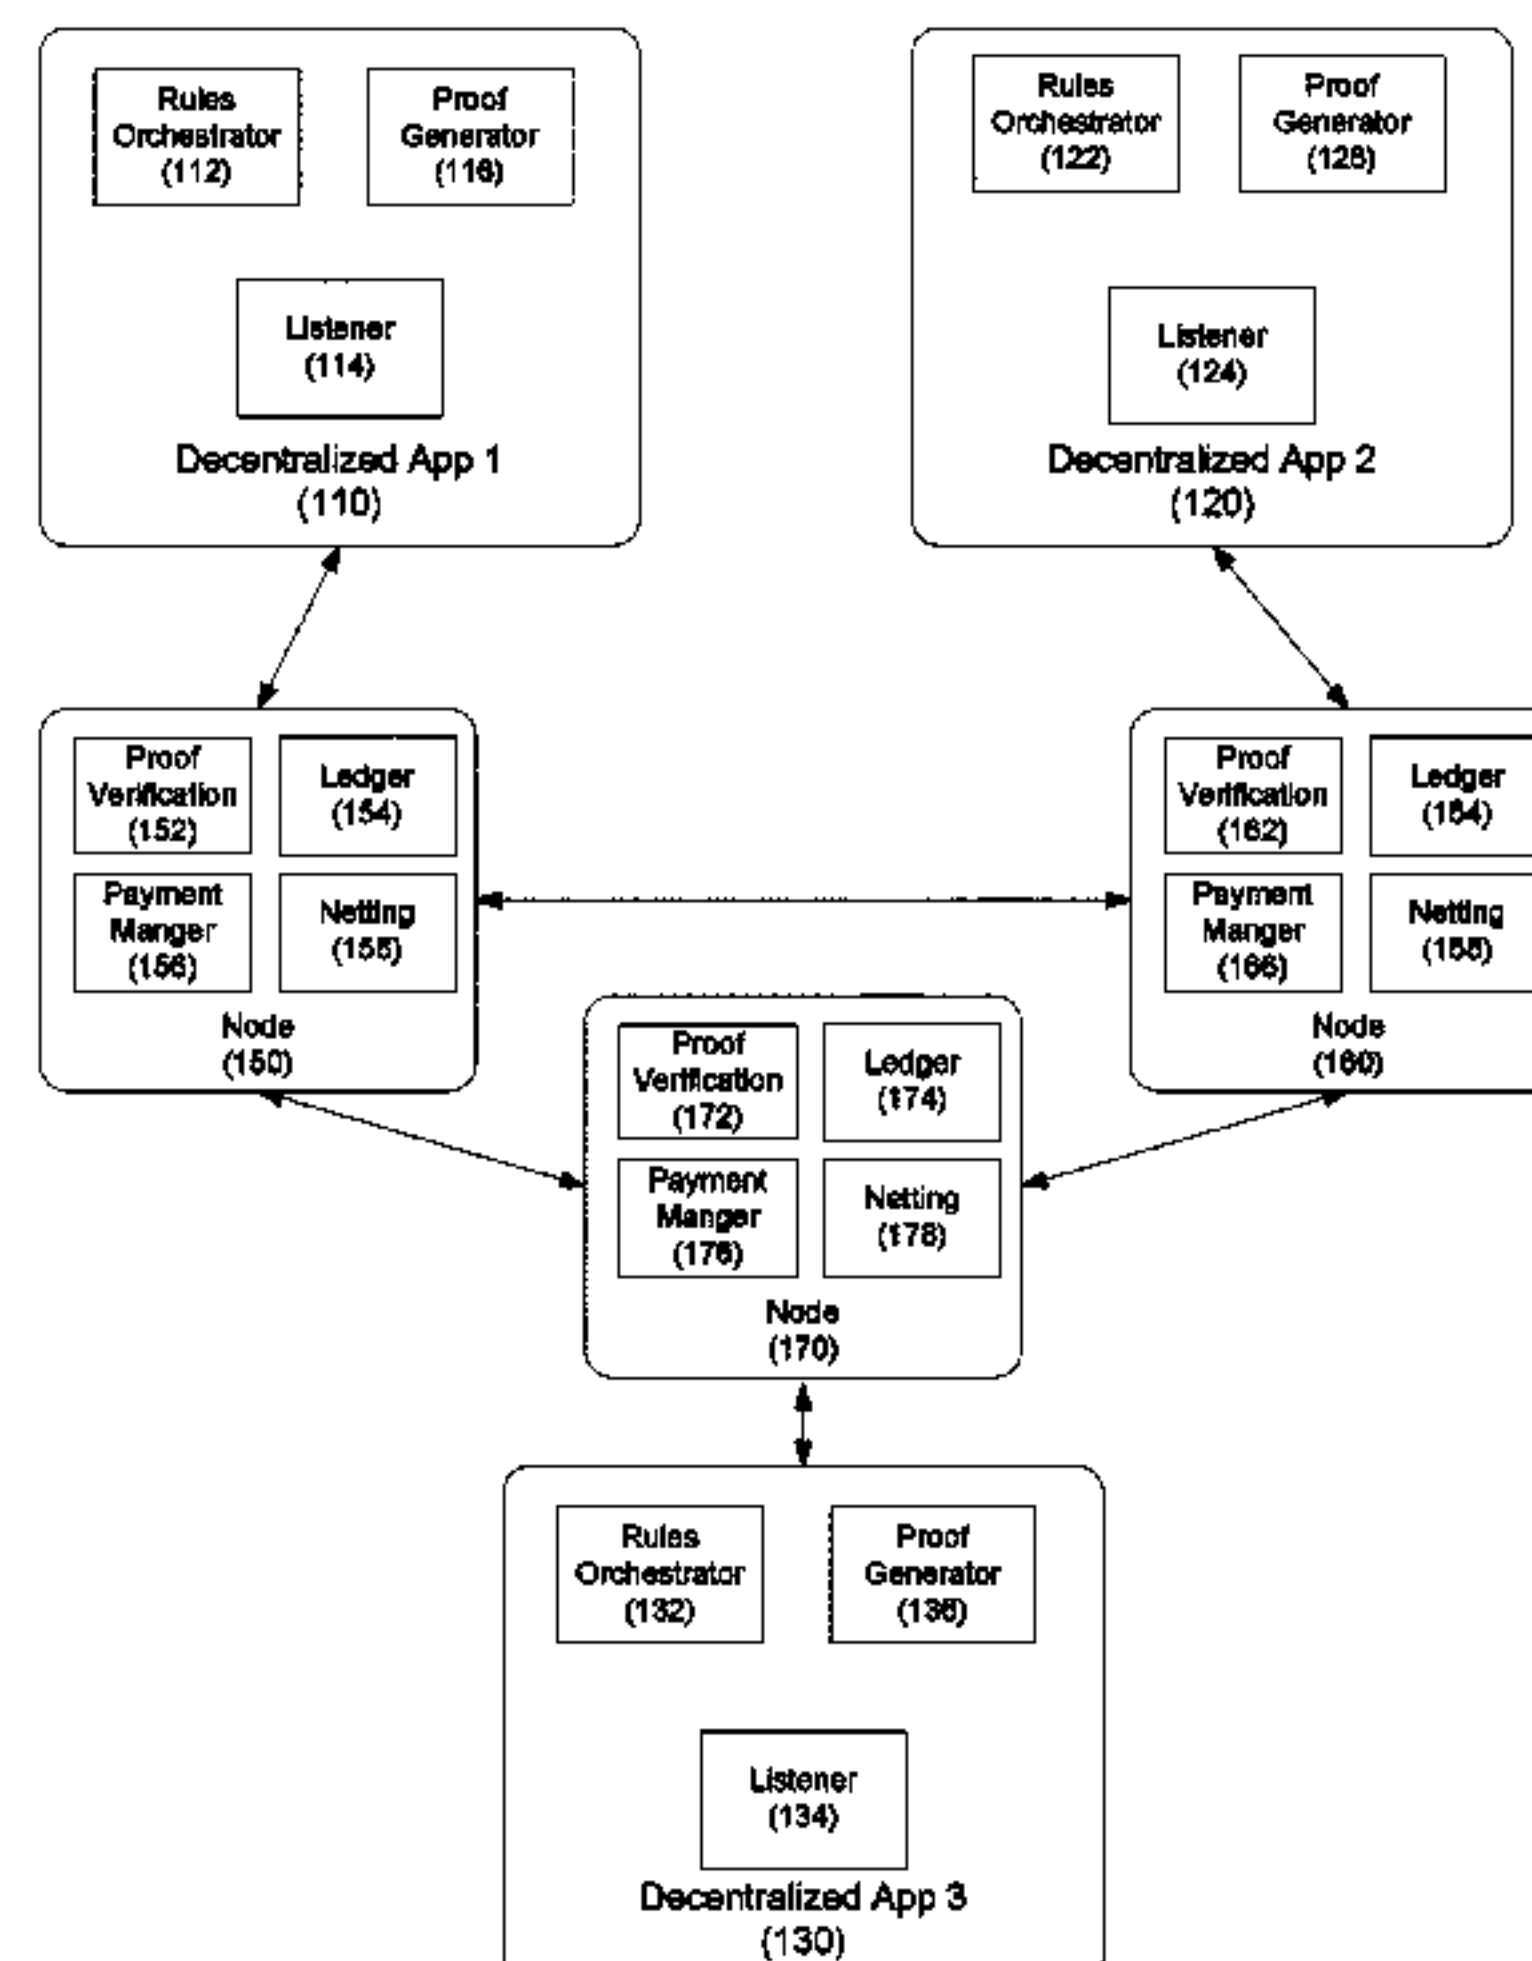 Rules
Orchestrator
(112)
Proof
Generator
(116)
Listener
(114)
Decentralized App 1
(110)
Rules
Orchestrator
(122)
Proof
Generator
(126)
Listener
(124)
Decentralized App 2
(120)
Proof
Verification
(152)
Ledger
(154)
Payment
Manger
(156)
Netting
(158)
Node
(150)
Proof
Verification
(162)
Ledger
(164)
Payment
Manger
(166)
Netting
(168)
Node
(160)
Proof
Verification
(172)
Ledger
(174)
Payment
Manger
(176)
Netting
(178)
Node
(170)
Rules
Orchestrator
(132)
Proof
Generator
(136)
Listener
(134)
Decentralized App 3
(130)